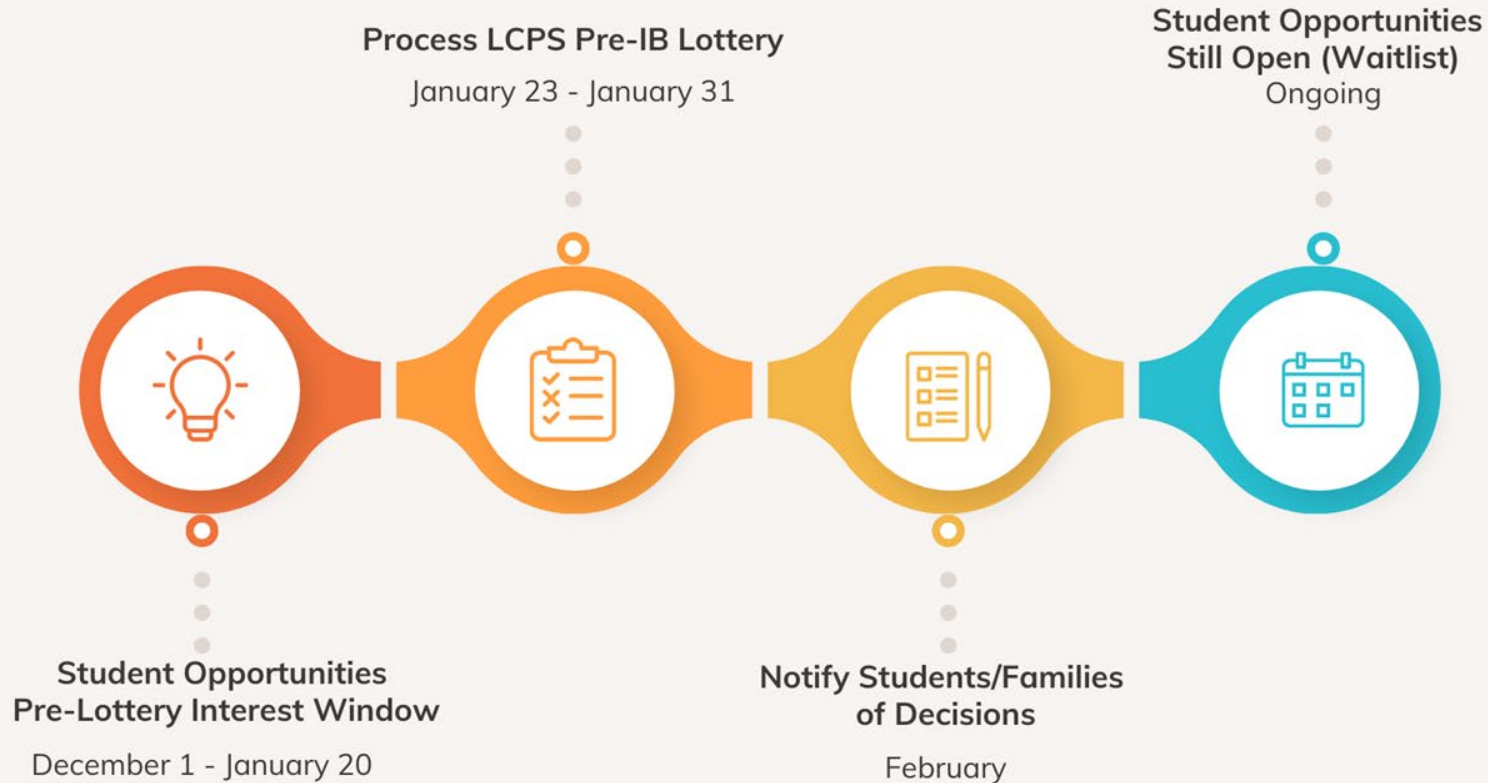 Process LCPS Pre-IB Lottery
January 23 - January 31
Student Opportunities
Still Open (Waitlist)
Ongoing
Student Opportunities
Pre-Lottery Interest Window
December 1 - January 20
Notify Students/Families
of Decisions
February